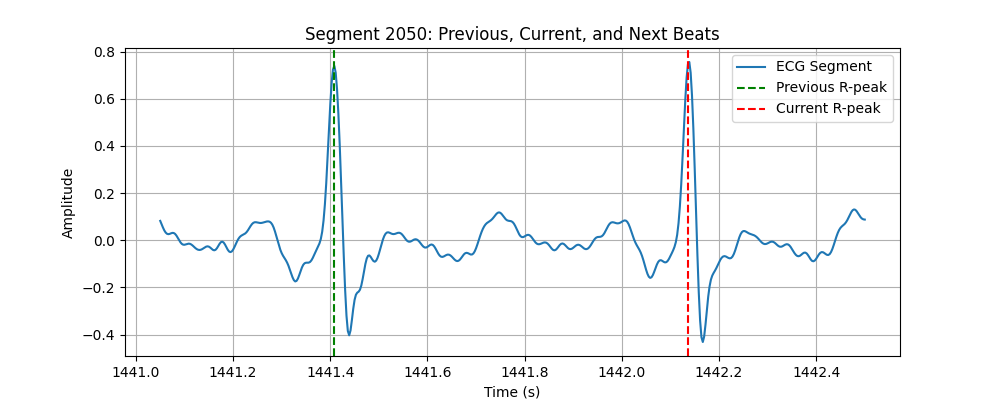 Segment 2050: Previous, Current, and Next Beats
ECG Segment
Previous R-peak
Current R-peak
Amplitude
0.8
0.6
0.4
0.2
0.0
−0.2
−0.4
1441.0 1441.2 1441.4 1441.6 1441.8 1442.0 1442.2 1442.4
Time (s)